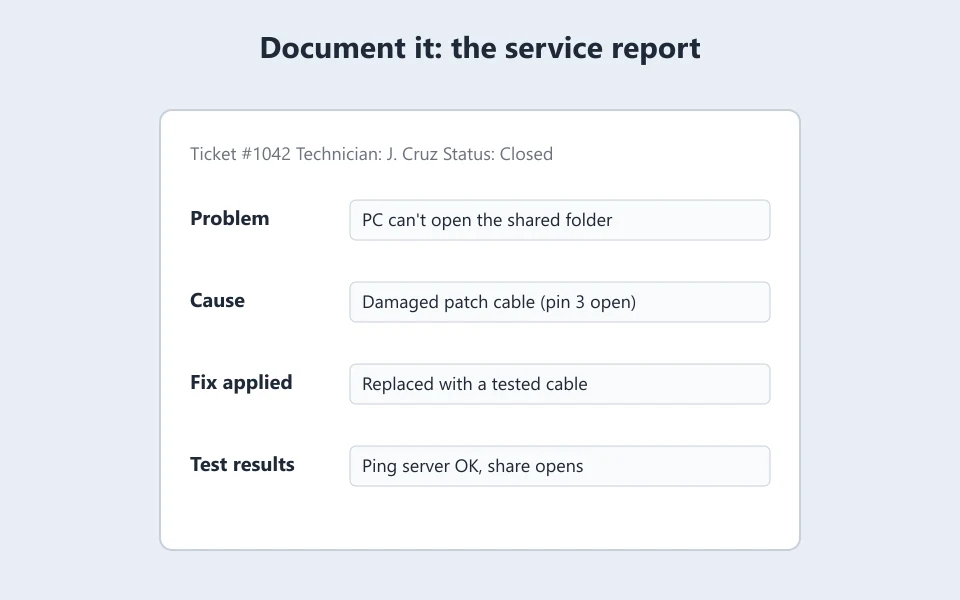 Document it: the service report
Ticket #1042 Technician: J. Cruz Status: Closed
Problem
PC can't open the shared folder
Cause
Damaged patch cable (pin 3 open)
Fix applied
Replaced with a tested cable
Test results
Ping server OK, share opens